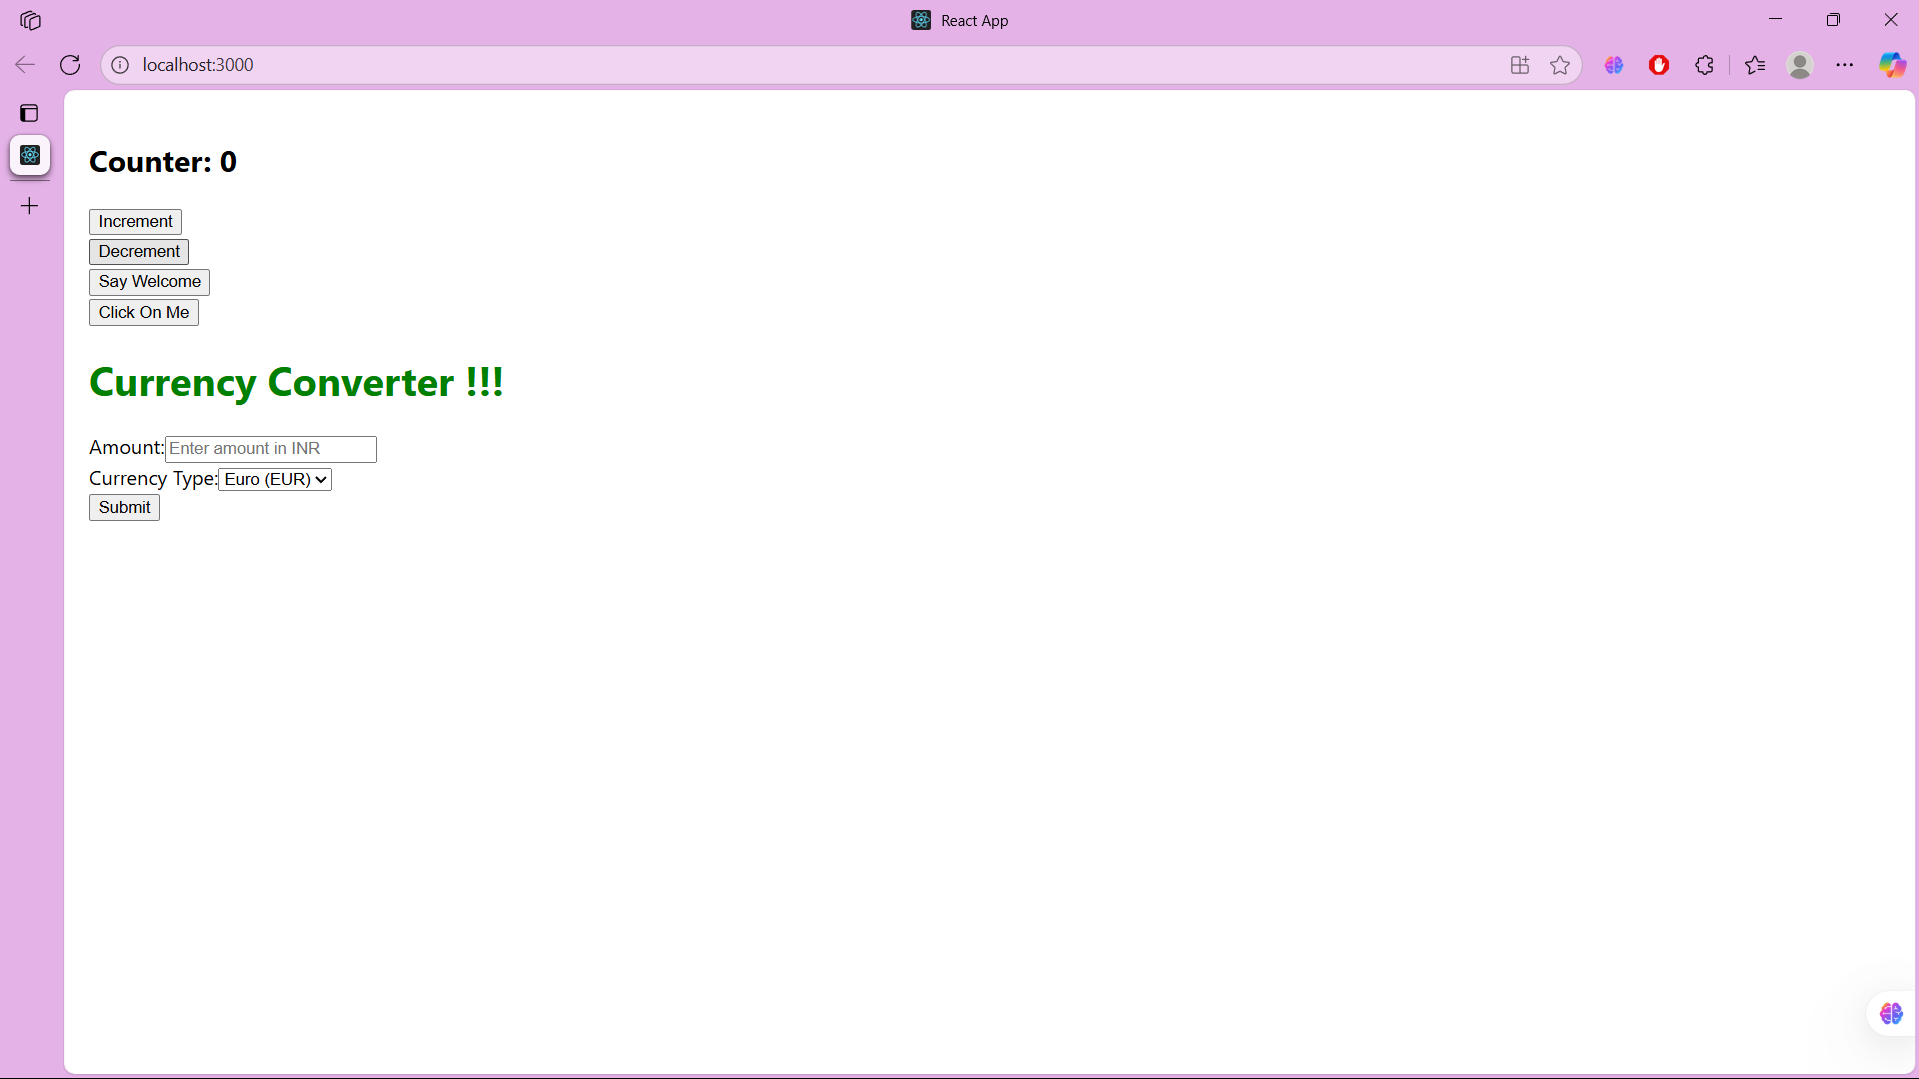 React App
localhost:3000
Counter: 0
Increment
Decrement
Say Welcome
Click On Me
Currency Converter !!!
Amount: Enter amount in INR
Currency Type: Euro (EUR)
Submit